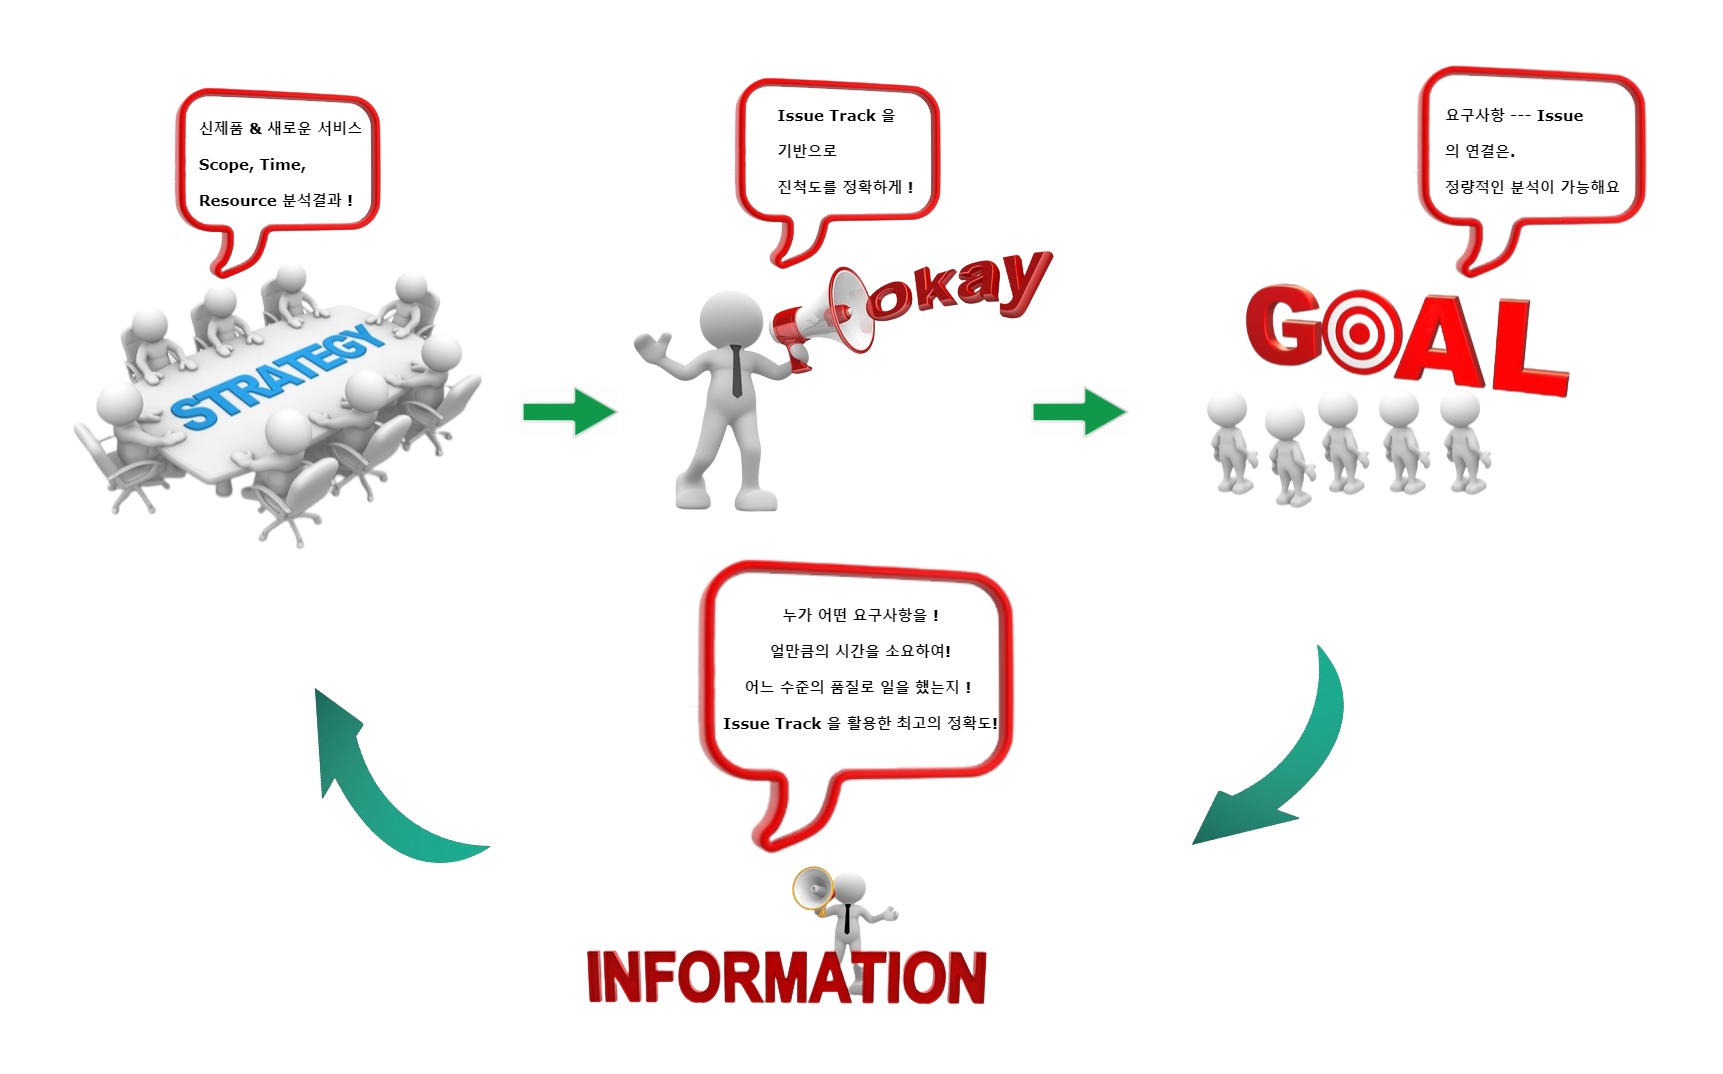 신제품 & 새로운 서비스
Scope, Time,
Resource 분석결과 !
STRATEGY
Issue Track 을
기반으로
진척도를 정확하게 !
okay
요구사항 --- Issue
의 연결은.
정량적인 분석이 가능해요
GOAL
누가 어떤 요구사항을 !
얼만큼의 시간을 소요하여!
어느 수준의 품질로 일을 했는지 !
Issue Track 을 활용한 최고의 정확도!
INFORMATION